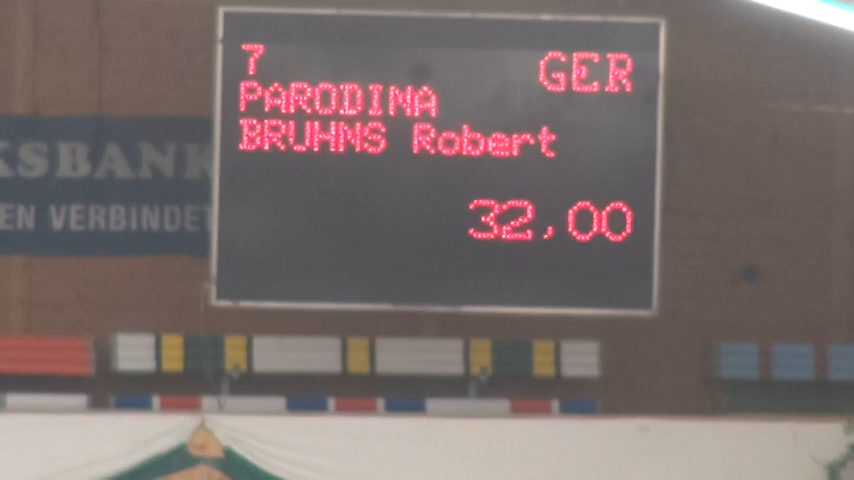 7 GER
PARODINA
BRUHNS Robert
32,00
KSBANK
EN VERBINDET